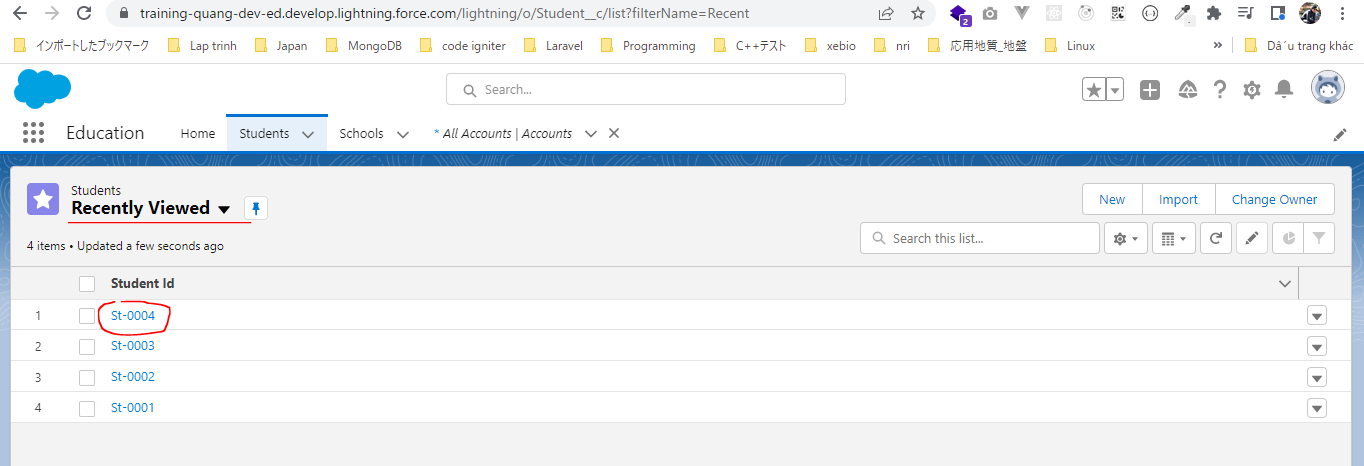 training-quang-dev-ed.develop.lightning.force.com/lightning/o/Student__c/list?filterName=Recent
2
インポートしたブックマーク Lap trinh Japan MongoDB code igniter Laravel Programming C++テスト xebio nri 応用地質_地盤 Linux » Dấu trang khác
Search...
Education Home Students Schools * All Accounts | Accounts
Students
Recently Viewed
New Import Change Owner
4 items • Updated a few seconds ago
Search this list...
Student Id
1 St-0004
2 St-0003
3 St-0002
4 St-0001